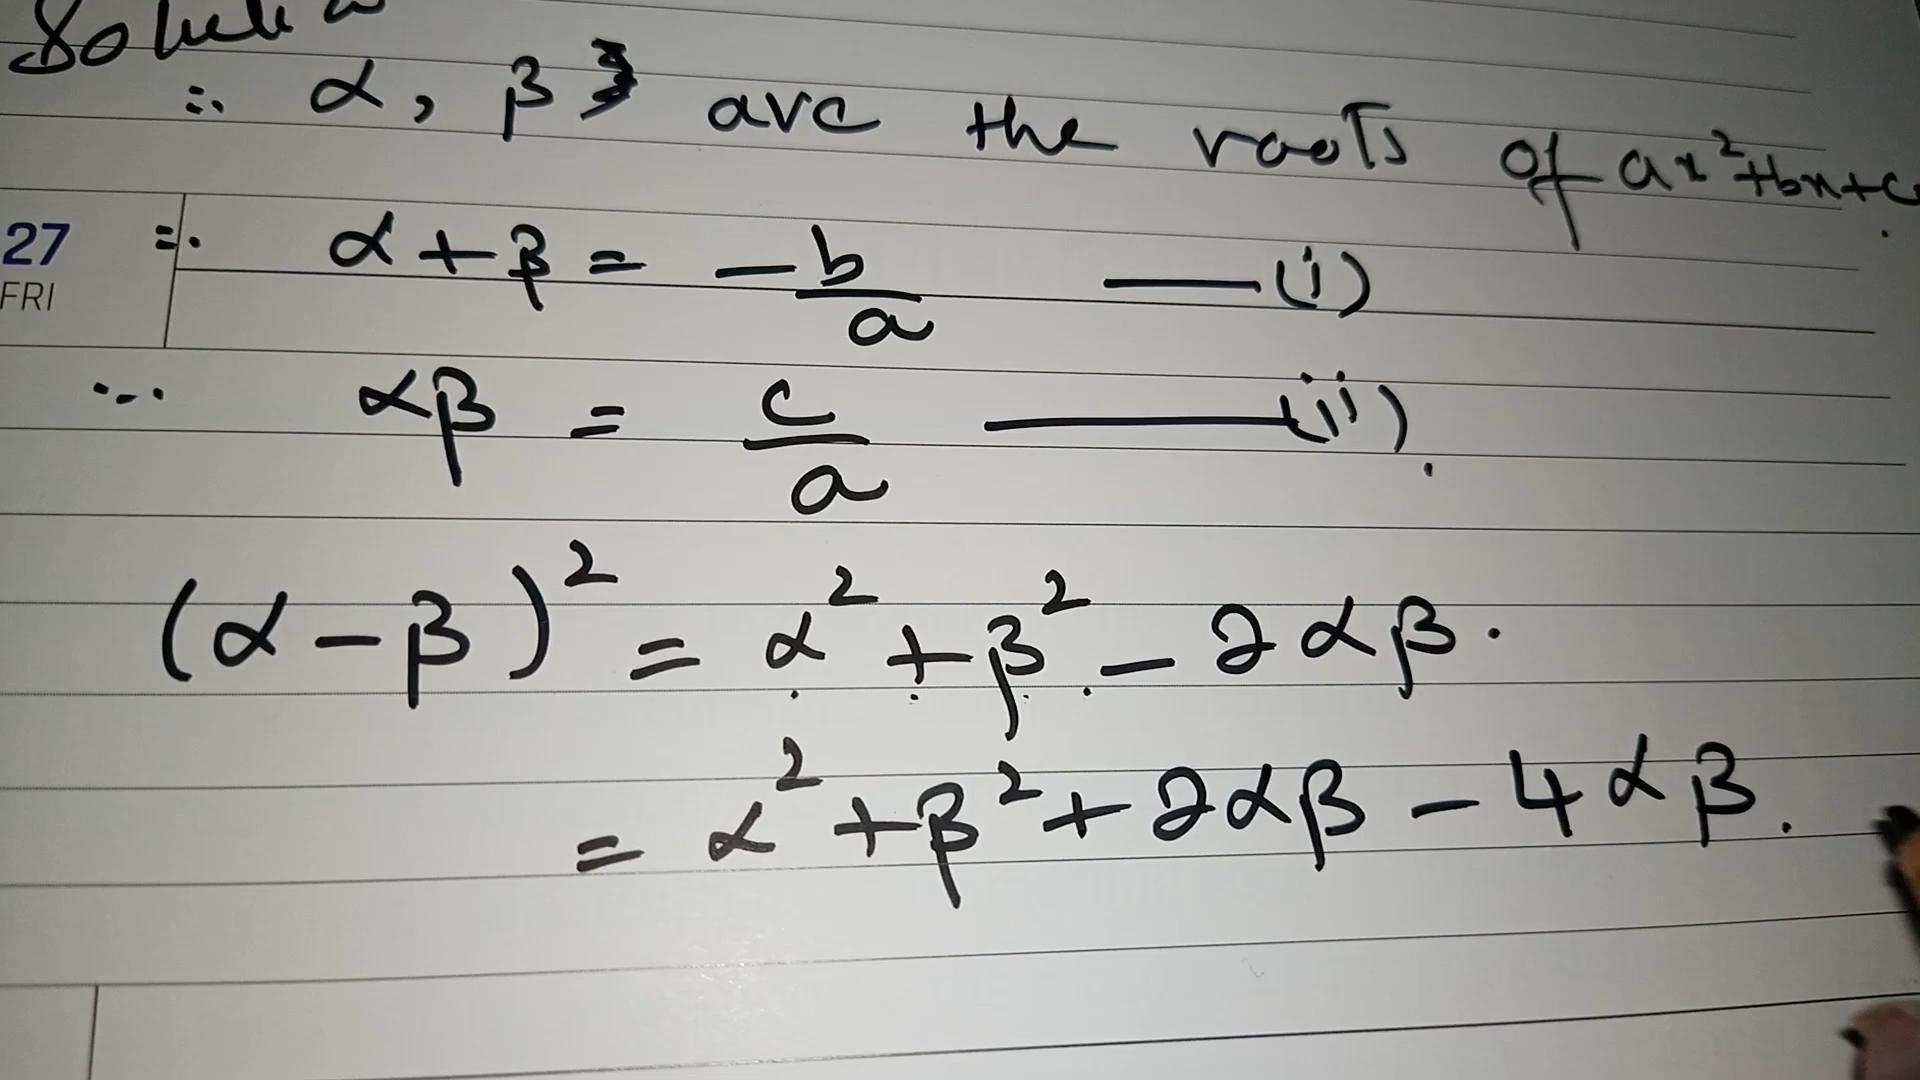 ∴ α, β are the roots of ax²+bx+c
27
FRI
⇒. α + β = -b/a —(i)
... αβ = c/a —(ii).
(α - β)² = α² + β² - 2αβ.
= α² + β² + 2αβ - 4αβ.